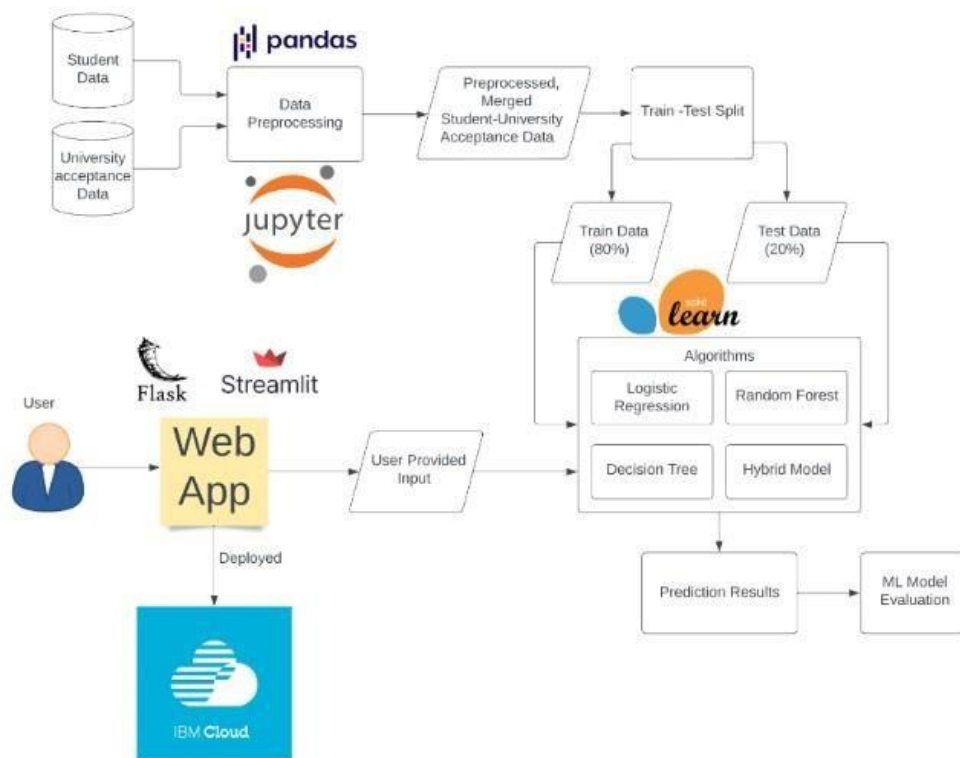 pandas
Student
Data
Data
Preprocessing
Preprocessed,
Merged
Student-University
Acceptance Data
Train -Test Split
University
acceptance
Data
jupyter
Train Data
(80%)
Test Data
(20%)
scikit
learn
Algorithms
Logistic
Regression
Random Forest
Decision Tree
Hybrid Model
Flask
Streamlit
User
Web
App
User Provided
Input
Deployed
Prediction Results
ML Model
Evaluation
IBM Cloud